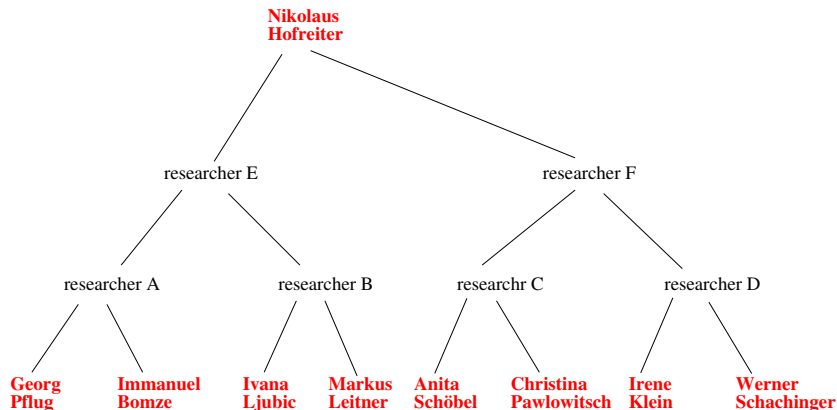 Nikolaus
Hofreiter
researcher E
researcher F
researcher A
researcher B
researchr C
researcher D
Georg
Pflug
Immanuel
Bomze
Ivana
Ljubic
Markus
Leitner
Anita
Schöbel
Christina
Pawlowitsch
Irene
Klein
Werner
Schachinger